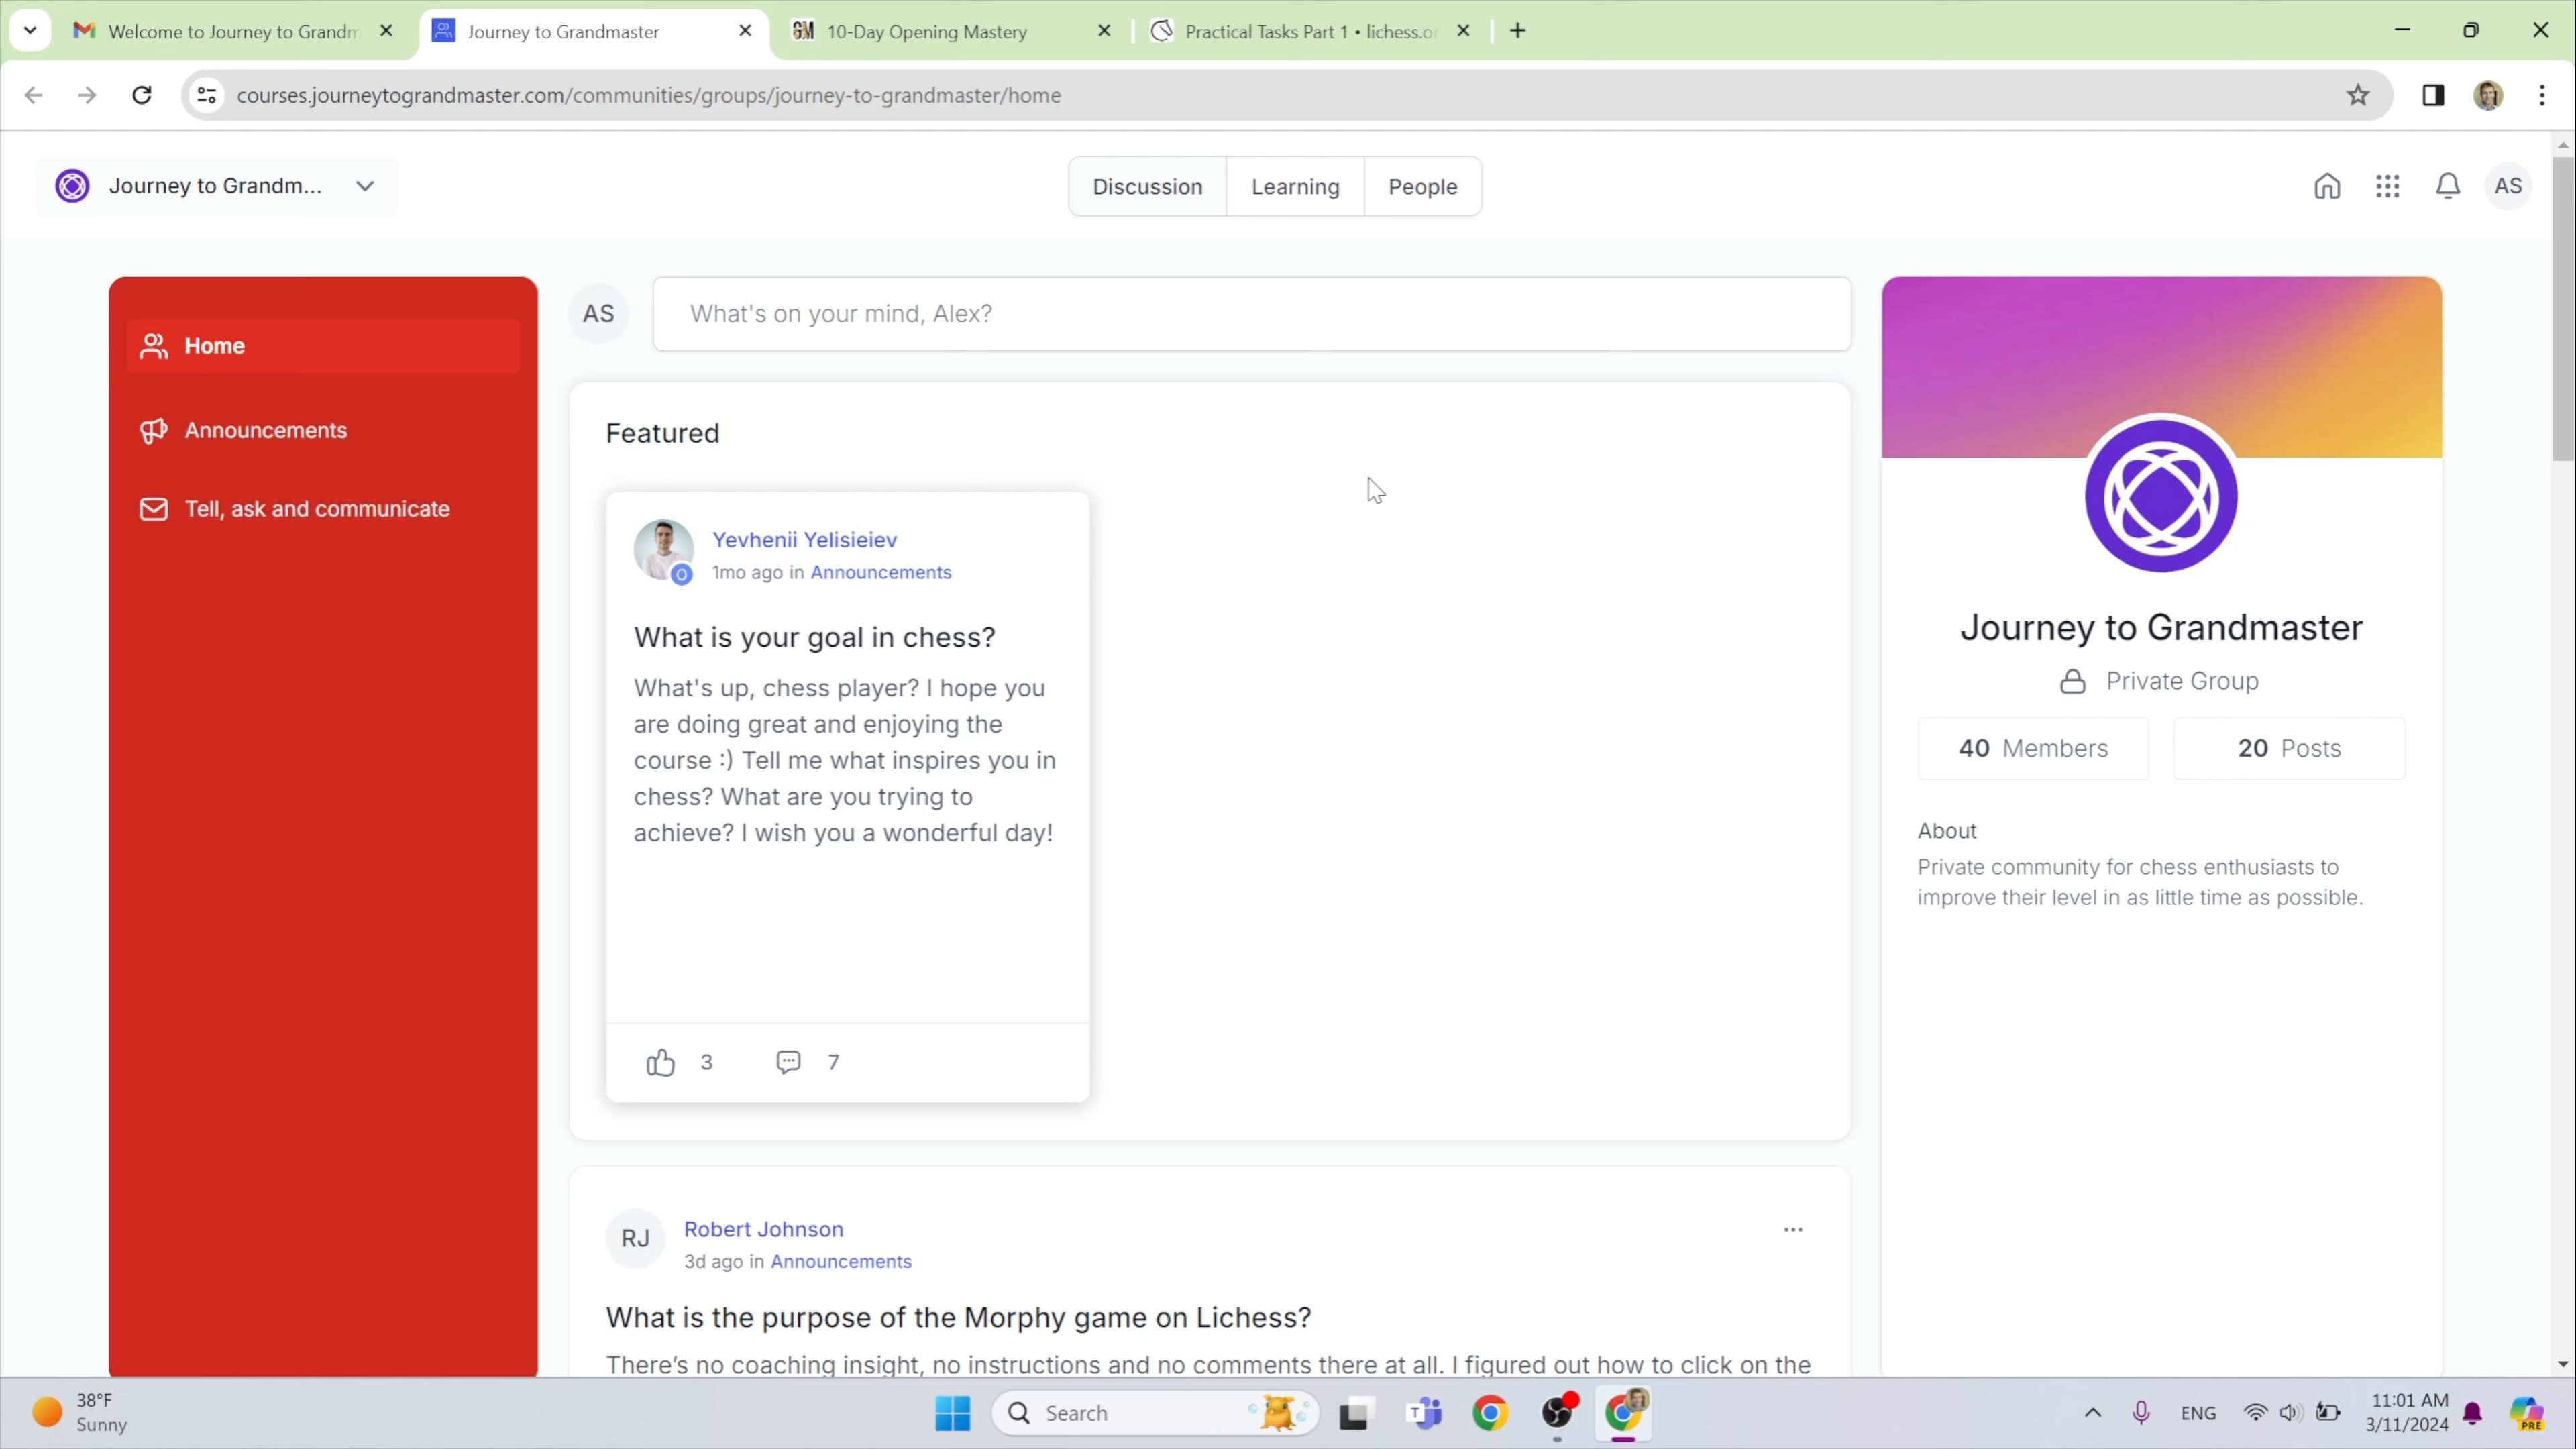 Welcome to Journey to Grandm
Journey to Grandmaster
10-Day Opening Mastery
Practical Tasks Part 1 • lichess.or
courses.journeytograndmaster.com/communities/groups/journey-to-grandmaster/home
Journey to Grandm...
Discussion
Learning
People
AS
Home
Announcements
Tell, ask and communicate
AS
What's on your mind, Alex?
Featured
Yevhenii Yelisieiev
1mo ago in Announcements
What is your goal in chess?
What's up, chess player? I hope you
are doing great and enjoying the
course :) Tell me what inspires you in
chess? What are you trying to
achieve? I wish you a wonderful day!
3
7
RJ
Robert Johnson
3d ago in Announcements
What is the purpose of the Morphy game on Lichess?
There's no coaching insight, no instructions and no comments there at all. I figured out how to click on the
Journey to Grandmaster
Private Group
40 Members
20 Posts
About
Private community for chess enthusiasts to
improve their level in as little time as possible.
38°F
Sunny
Search
ENG
11:01 AM
3/11/2024
PRE